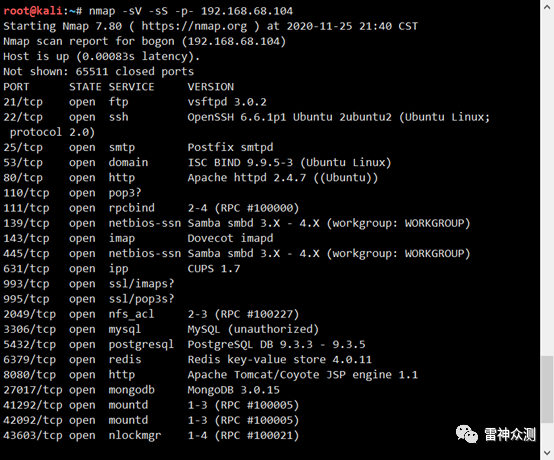 root@kali:~# nmap -sV -sS -p- 192.168.68.104
Starting Nmap 7.80 ( https://nmap.org ) at 2020-11-25 21:40 CST
Nmap scan report for bogon (192.168.68.104)
Host is up (0.00083s latency).
Not shown: 65511 closed ports
PORT STATE SERVICE VERSION
21/tcp open ftp vsftpd 3.0.2
22/tcp open ssh OpenSSH 6.6.1p1 Ubuntu 2ubuntu2 (Ubuntu Linux;
protocol 2.0)
25/tcp open smtp Postfix smtpd
53/tcp open domain ISC BIND 9.9.5-3 (Ubuntu Linux)
80/tcp open http Apache httpd 2.4.7 ((Ubuntu))
110/tcp open pop3?
111/tcp open rpcbind 2-4 (RPC #100000)
139/tcp open netbios-ssn Samba smbd 3.X - 4.X (workgroup: WORKGROUP)
143/tcp open imap Dovecot imapd
445/tcp open netbios-ssn Samba smbd 3.X - 4.X (workgroup: WORKGROUP)
631/tcp open ipp CUPS 1.7
993/tcp open ssl/imaps?
995/tcp open ssl/pop3s?
2049/tcp open nfs_acl 2-3 (RPC #100227)
3306/tcp open mysql MySQL (unauthorized)
5432/tcp open postgresql PostgreSQL DB 9.3.3 - 9.3.5
6379/tcp open redis Redis key-value store 4.0.11
8080/tcp open http Apache Tomcat/Coyote JSP engine 1.1
27017/tcp open mongodb MongoDB 3.0.15
41292/tcp open mountd 1-3 (RPC #100005)
42092/tcp open mountd 1-3 (RPC #100005)
43603/tcp open nlockmgr 1-4 (RPC #100021)
雷神众测